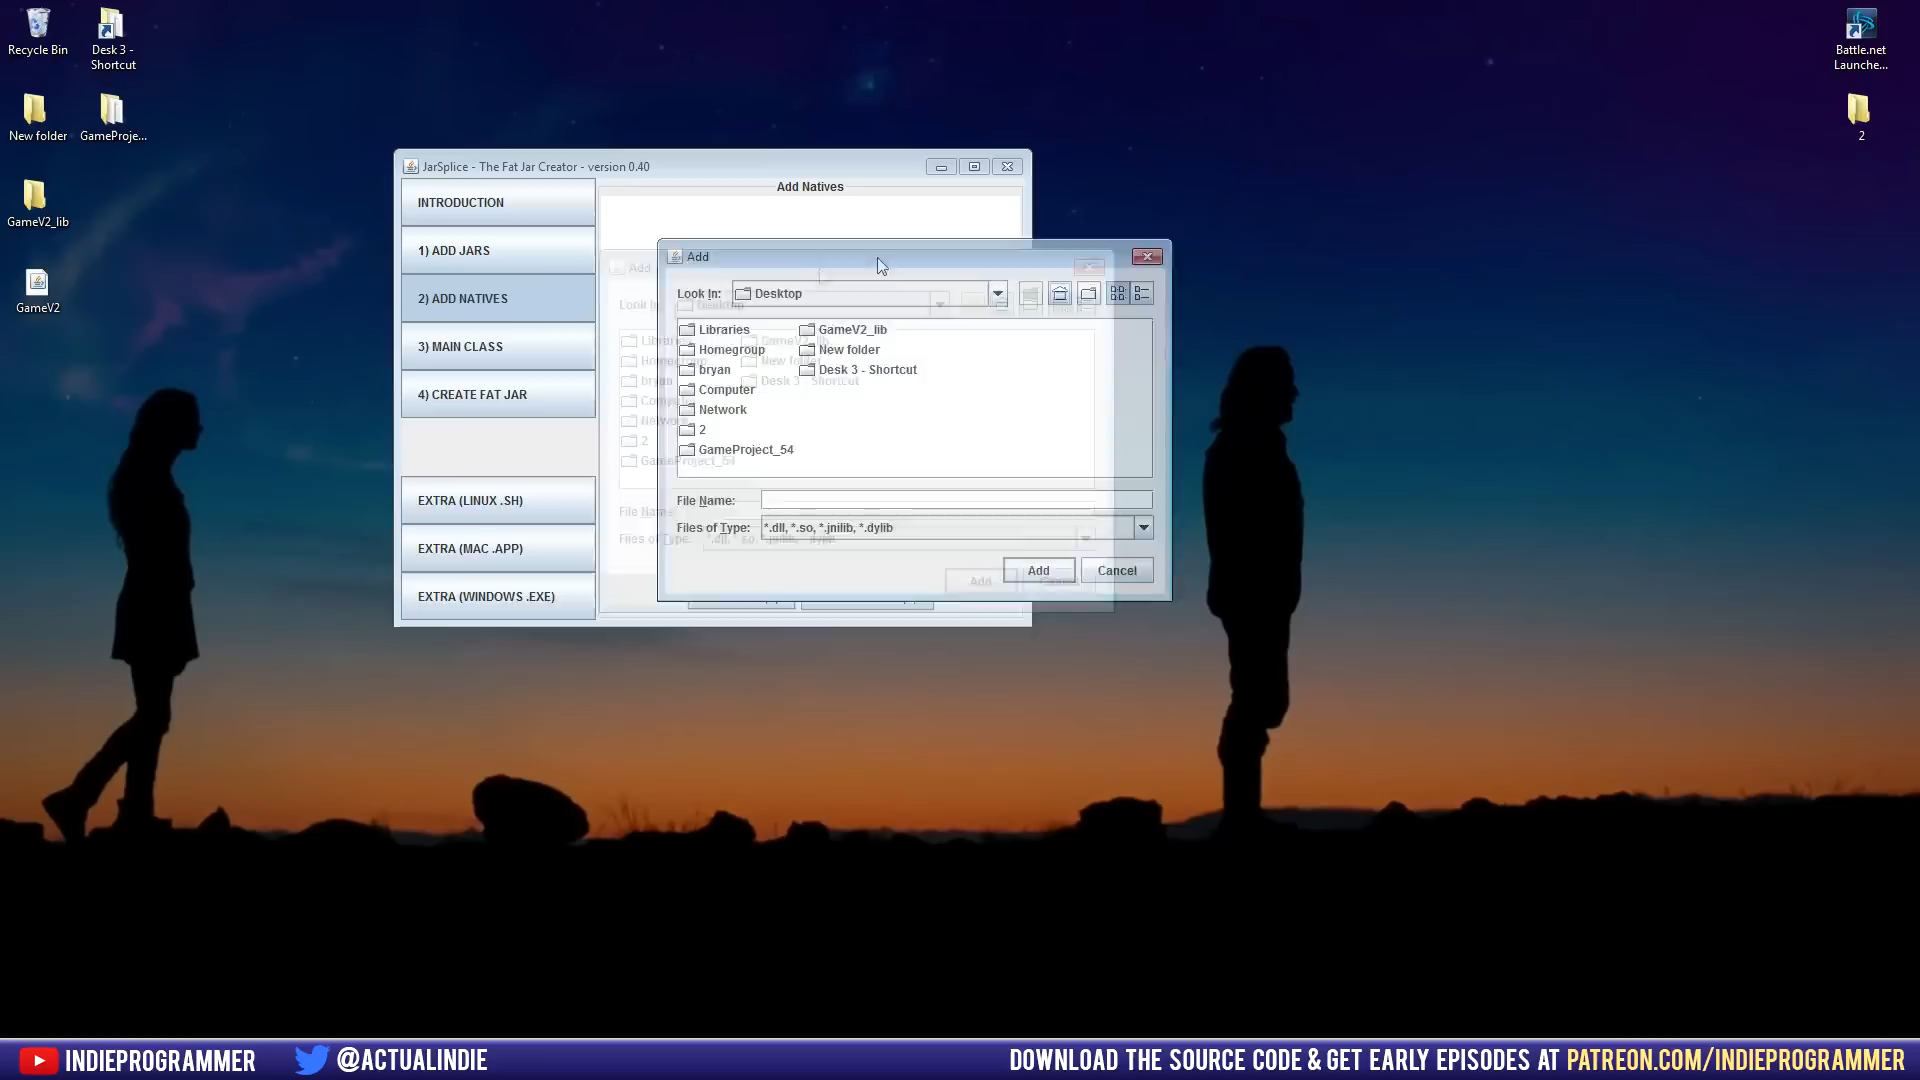 Recycle Bin
Desk 3 -
Shortcut
New folder
GameProje...
GameV2_lib
GameV2
Battle.net
Launche...
2
JarSplice - The Fat Jar Creator - version 0.40
INTRODUCTION
1) ADD JARS
2) ADD NATIVES
3) MAIN CLASS
4) CREATE FAT JAR
EXTRA (LINUX .SH)
EXTRA (MAC .APP)
EXTRA (WINDOWS .EXE)
Add Natives
Add
Look In:
Desktop
Libraries
Homegroup
bryan
Computer
Network
2
GameProject_54
GameV2_lib
New folder
Desk 3 - Shortcut
File Name:
Files of Type:
*.dll, *.so, *.jnilib, *.dylib
Add
Cancel
INDIEPROGRAMMER
@ACTUALINDIE
DOWNLOAD THE SOURCE CODE & GET EARLY EPISODES AT PATREON.COM/INDIEPROGRAMMER